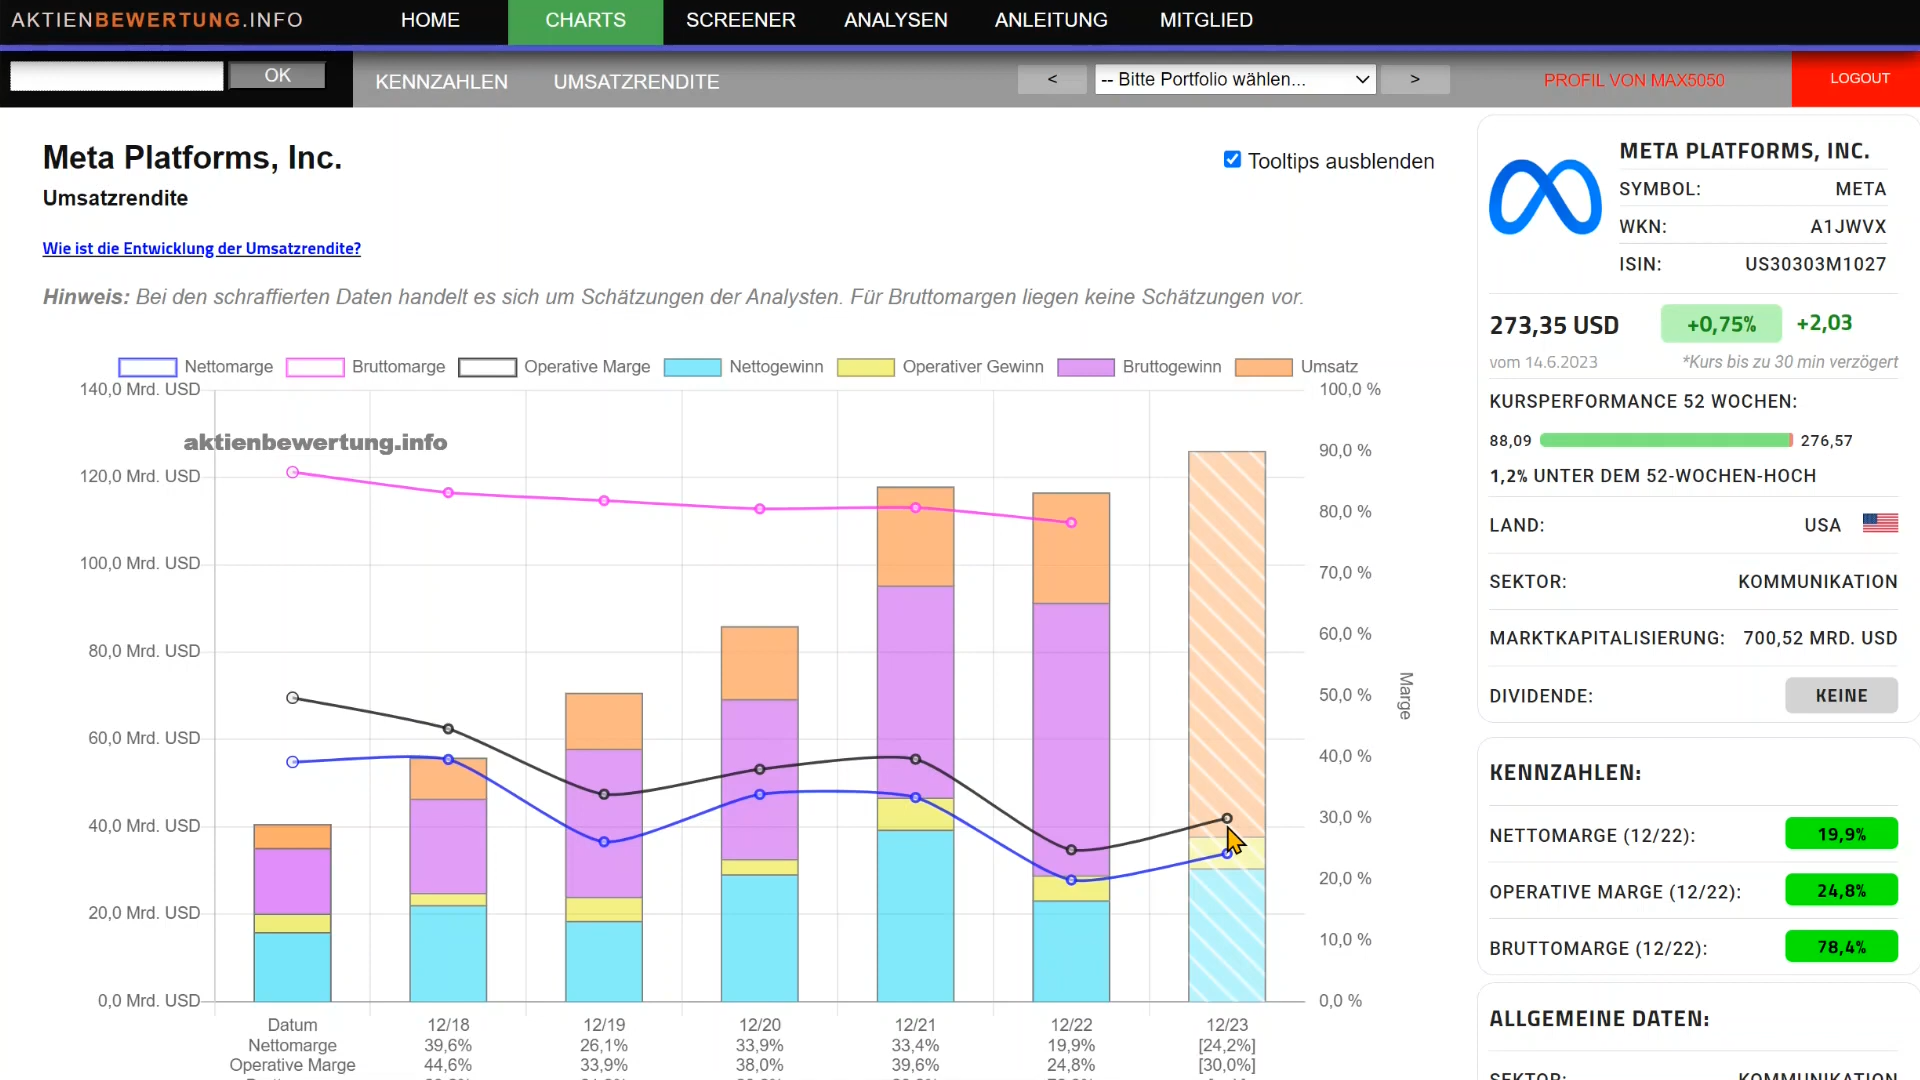 AKTIENBEWERTUNG.INFO
HOME
CHARTS
SCREENER
ANALYSEN
ANLEITUNG
MITGLIED
OK
KENNZAHLEN
UMSATZRENDITE
<
-- Bitte Portfolio wählen...
>
PROFIL VON MAX5050
LOGOUT
Meta Platforms, Inc.
Umsatzrendite
Tooltips ausblenden
Wie ist die Entwicklung der Umsatzrendite?
Hinweis: Bei den schraffierten Daten handelt es sich um Schätzungen der Analysten. Für Bruttomargen liegen keine Schätzungen vor.
Nettomarge Bruttomarge Operative Marge Nettogewinn Operativer Gewinn Bruttogewinn Umsatz
aktienbewertung.info
140,0 Mrd. USD
120,0 Mrd. USD
100,0 Mrd. USD
80,0 Mrd. USD
60,0 Mrd. USD
40,0 Mrd. USD
20,0 Mrd. USD
0,0 Mrd. USD
100,0 %
90,0 %
80,0 %
70,0 %
60,0 %
50,0 %
40,0 %
30,0 %
20,0 %
10,0 %
0,0 %
Marge
Datum 12/18 12/19 12/20 12/21 12/22 12/23
Nettomarge 39,6% 26,1% 33,9% 33,4% 19,9% [24,2%]
Operative Marge 44,6% 33,9% 38,0% 39,6% 24,8% [30,0%]
META PLATFORMS, INC.
SYMBOL: META
WKN: A1JWVX
ISIN: US30303M1027
273,35 USD +0,75% +2,03
vom 14.6.2023 *Kurs bis zu 30 min verzögert
KURSPERFORMANCE 52 WOCHEN:
88,09 276,57
1,2% UNTER DEM 52-WOCHEN-HOCH
LAND: USA
SEKTOR: KOMMUNIKATION
MARKTKAPITALISIERUNG: 700,52 MRD. USD
DIVIDENDE: KEINE
KENNZAHLEN:
NETTOMARGE (12/22): 19,9%
OPERATIVE MARGE (12/22): 24,8%
BRUTTOMARGE (12/22): 78,4%
ALLGEMEINE DATEN:
SEKTOR: KOMMUNIKATION